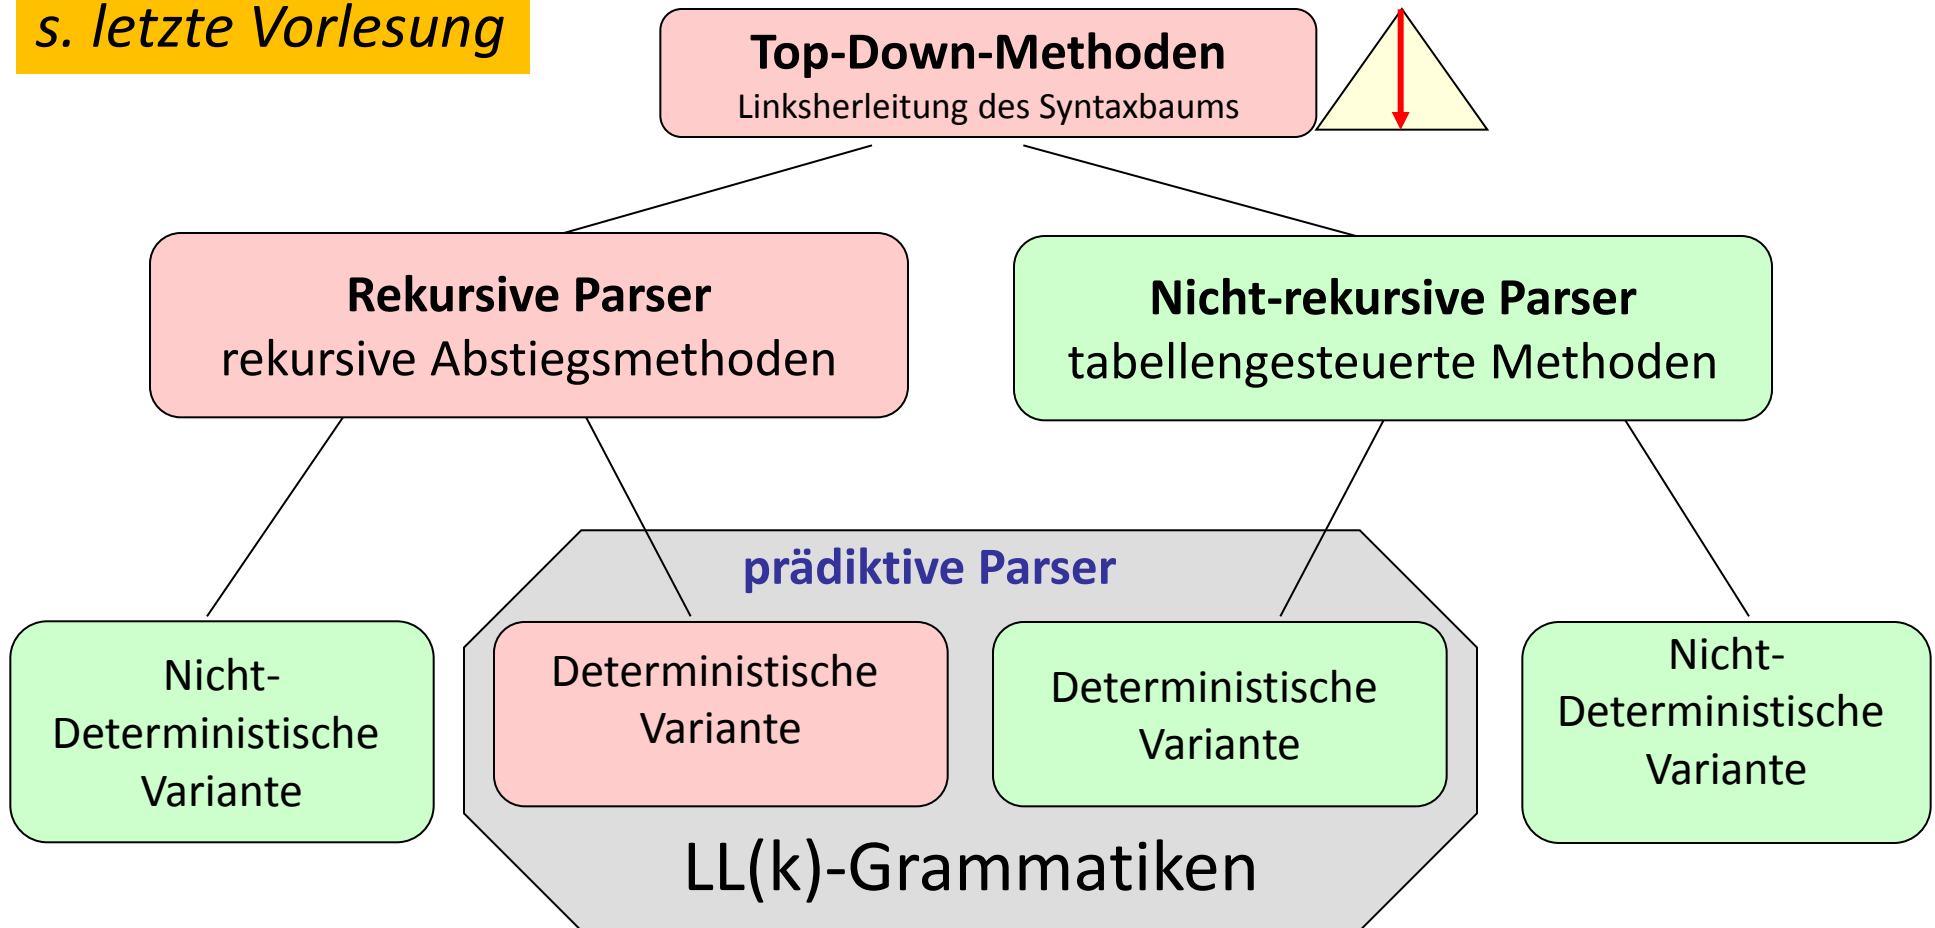 s. letzte Vorlesung
Top-Down-Methoden
Linksherleitung des Syntaxbaums
Rekursive Parser
rekursive Abstiegsmethoden
Nicht-rekursive Parser
tabellengesteuerte Methoden
prädiktive Parser
Nicht-
Deterministische
Variante
Deterministische
Variante
Deterministische
Variante
Nicht-
Deterministische
Variante
LL(k)-Grammatiken